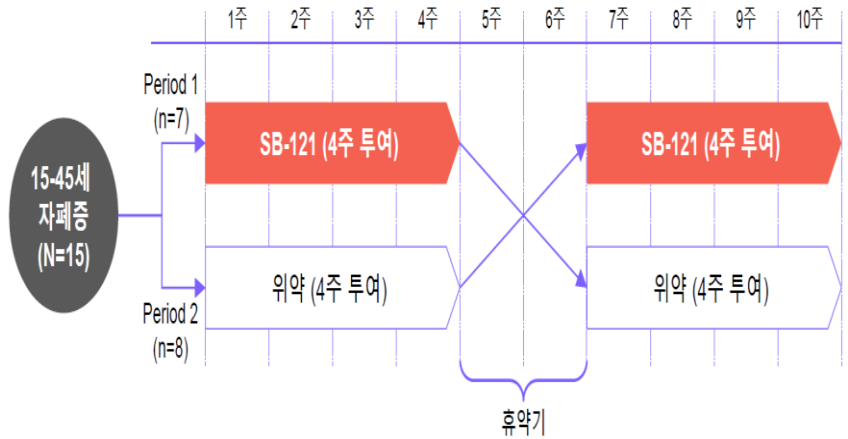 1주 2주 3주 4주 5주 6주 7주 8주 9주 10주
Period 1
(n=7)
SB-121 (4주 투여)
SB-121 (4주 투여)
15-45세
자폐증
(N=15)
위약 (4주 투여)
위약 (4주 투여)
Period 2
(n=8)
휴약기